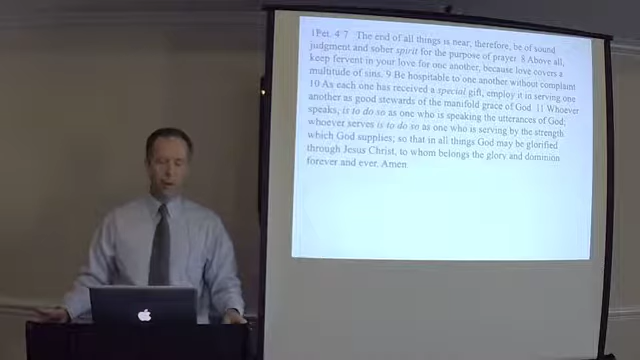 1Pet. 4:7 The end of all things is near; therefore, be of sound
judgment and sober spirit for the purpose of prayer. 8 Above all,
keep fervent in your love for one another, because love covers a
multitude of sins. 9 Be hospitable to one another without complaint.
10 As each one has received a special gift, employ it in serving one
another as good stewards of the manifold grace of God. 11 Whoever
speaks, is to do so as one who is speaking the utterances of God;
whoever serves is to do so as one who is serving by the strength
which God supplies; so that in all things God may be glorified
through Jesus Christ, to whom belongs the glory and dominion
forever and ever. Amen.